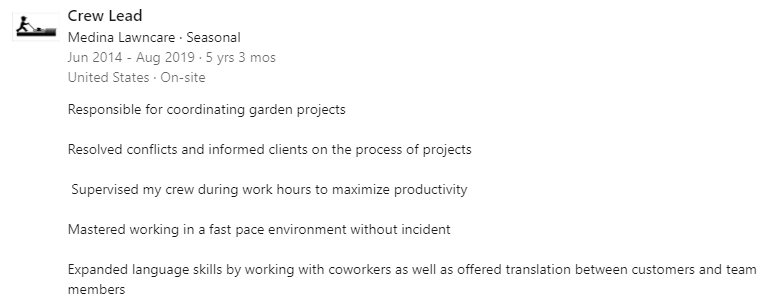 Crew Lead
Medina Lawncare · Seasonal
Jun 2014 - Aug 2019 · 5 yrs 3 mos
United States · On-site
Responsible for coordinating garden projects
Resolved conflicts and informed clients on the process of projects
Supervised my crew during work hours to maximize productivity
Mastered working in a fast pace environment without incident
Expanded language skills by working with coworkers as well as offered translation between customers and team
members